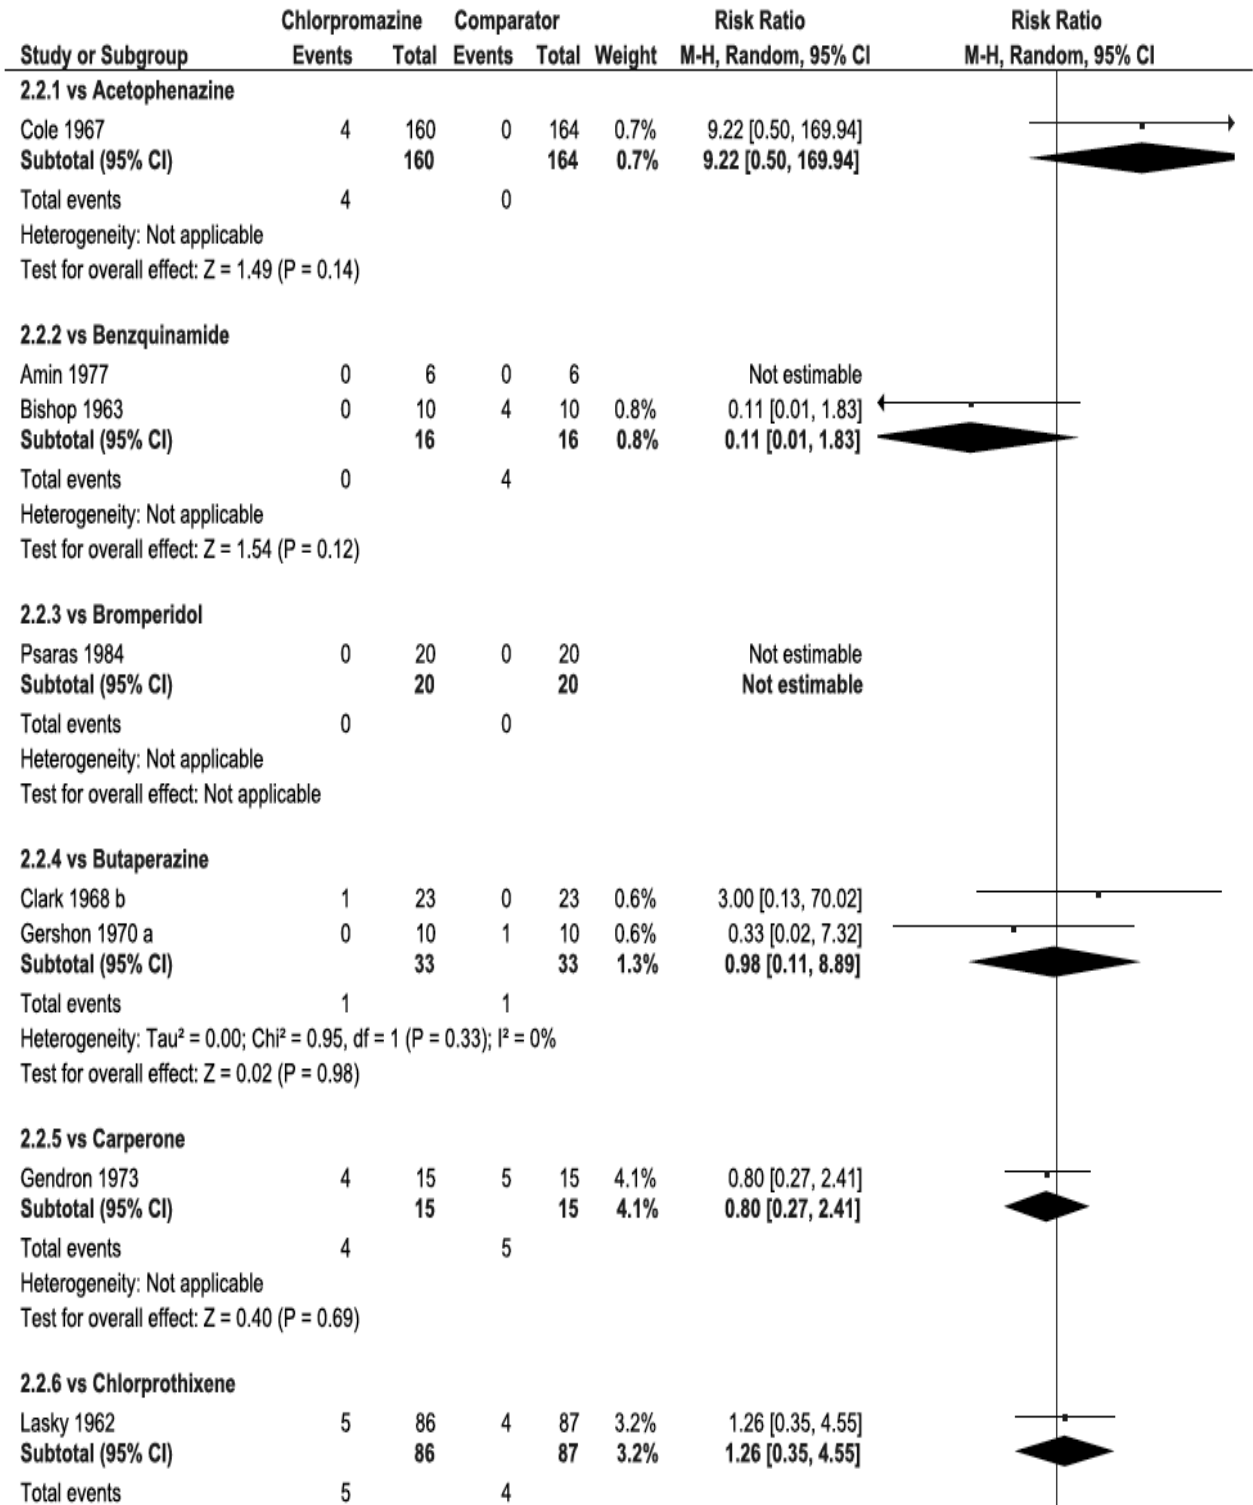 Chlorpromazine Comparator Risk Ratio Risk Ratio
Study or Subgroup Events Total Events Total Weight M-H, Random, 95% CI M-H, Random, 95% CI
2.2.1 vs Acetophenazine
Cole 1967 4 160 0 164 0.7% 9.22 [0.50, 169.94]
Subtotal (95% CI) 160 164 0.7% 9.22 [0.50, 169.94]
Total events 4 0
Heterogeneity: Not applicable
Test for overall effect: Z = 1.49 (P = 0.14)
2.2.2 vs Benzquinamide
Amin 1977 0 6 0 6 Not estimable
Bishop 1963 0 10 4 10 0.8% 0.11 [0.01, 1.83]
Subtotal (95% CI) 16 16 0.8% 0.11 [0.01, 1.83]
Total events 0 4
Heterogeneity: Not applicable
Test for overall effect: Z = 1.54 (P = 0.12)
2.2.3 vs Bromperidol
Psaras 1984 0 20 0 20 Not estimable
Subtotal (95% CI) 20 20 Not estimable
Total events 0 0
Heterogeneity: Not applicable
Test for overall effect: Not applicable
2.2.4 vs Butaperazine
Clark 1968 b 1 23 0 23 0.6% 3.00 [0.13, 70.02]
Gershon 1970 a 0 10 1 10 0.6% 0.33 [0.02, 7.32]
Subtotal (95% CI) 33 33 1.3% 0.98 [0.11, 8.89]
Total events 1 1
Heterogeneity: Tau² = 0.00; Chi² = 0.95, df = 1 (P = 0.33); I² = 0%
Test for overall effect: Z = 0.02 (P = 0.98)
2.2.5 vs Carperone
Gendron 1973 4 15 5 15 4.1% 0.80 [0.27, 2.41]
Subtotal (95% CI) 15 15 4.1% 0.80 [0.27, 2.41]
Total events 4 5
Heterogeneity: Not applicable
Test for overall effect: Z = 0.40 (P = 0.69)
2.2.6 vs Chlorprothixene
Lasky 1962 5 86 4 87 3.2% 1.26 [0.35, 4.55]
Subtotal (95% CI) 86 87 3.2% 1.26 [0.35, 4.55]
Total events 5 4